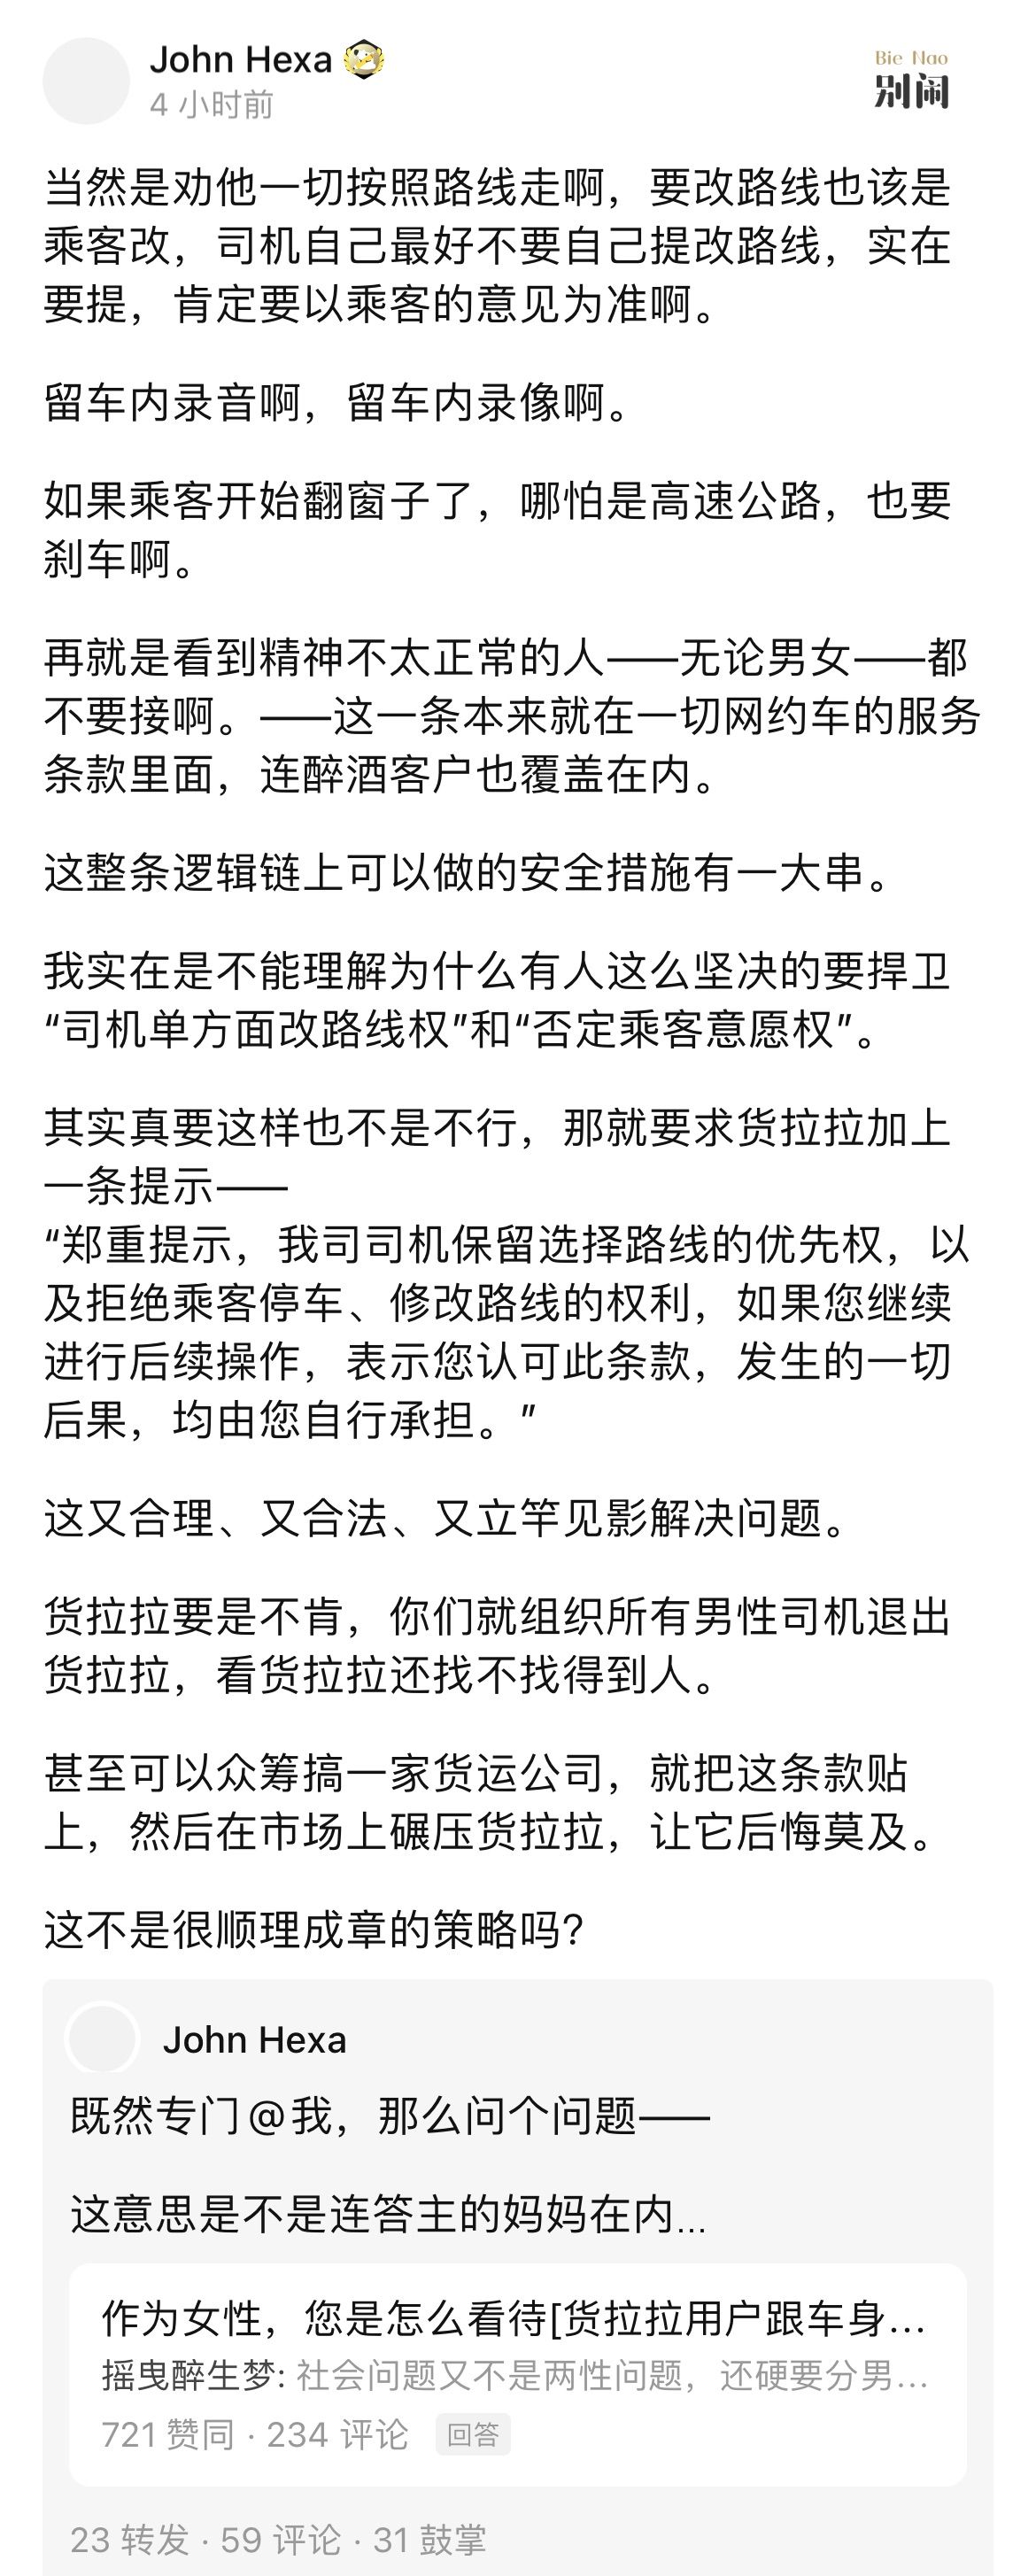 John Hexa
4 小时前
Bie Nao
别闹
当然是劝他一切按照路线走啊，要改路线也该是
乘客改，司机自己最好不要自己提改路线，实在
要提，肯定要以乘客的意见为准啊。
留车内录音啊，留车内录像啊。
如果乘客开始翻窗子了，哪怕是高速公路，也要
刹车啊。
再就是看到精神不太正常的人——无论男女——都
不要接啊。——这一条本来就在一切网约车的服务
条款里面，连醉酒客户也覆盖在内。
这整条逻辑链上可以做的安全措施有一大串。
我实在是不能理解为什么有人这么坚决的要捍卫
“司机单方面改路线权”和“否定乘客意愿权”。
其实真要这样也不是不行，那就要求货拉拉加上
一条提示——
“郑重提示，我司司机保留选择路线的优先权，以
及拒绝乘客停车、修改路线的权利，如果您继续
进行后续操作，表示您认可此条款，发生的一切
后果，均由您自行承担。”
这又合理、又合法、又立竿见影解决问题。
货拉拉要是不肯，你们就组织所有男性司机退出
货拉拉，看货拉拉还找不找得到人。
甚至可以众筹搞一家货运公司，就把这条款贴
上，然后在市场上碾压货拉拉，让它后悔莫及。
这不是很顺理成章的策略吗？
John Hexa
既然专门@我，那么问个问题——
这意思是不是连答主的妈妈在内...
作为女性，您是怎么看待[货拉拉用户跟车身...
摇曳醉生梦: 社会问题又不是两性问题，还硬要分男...
721 赞同 · 234 评论 回答
23 转发 · 59 评论 · 31 鼓掌